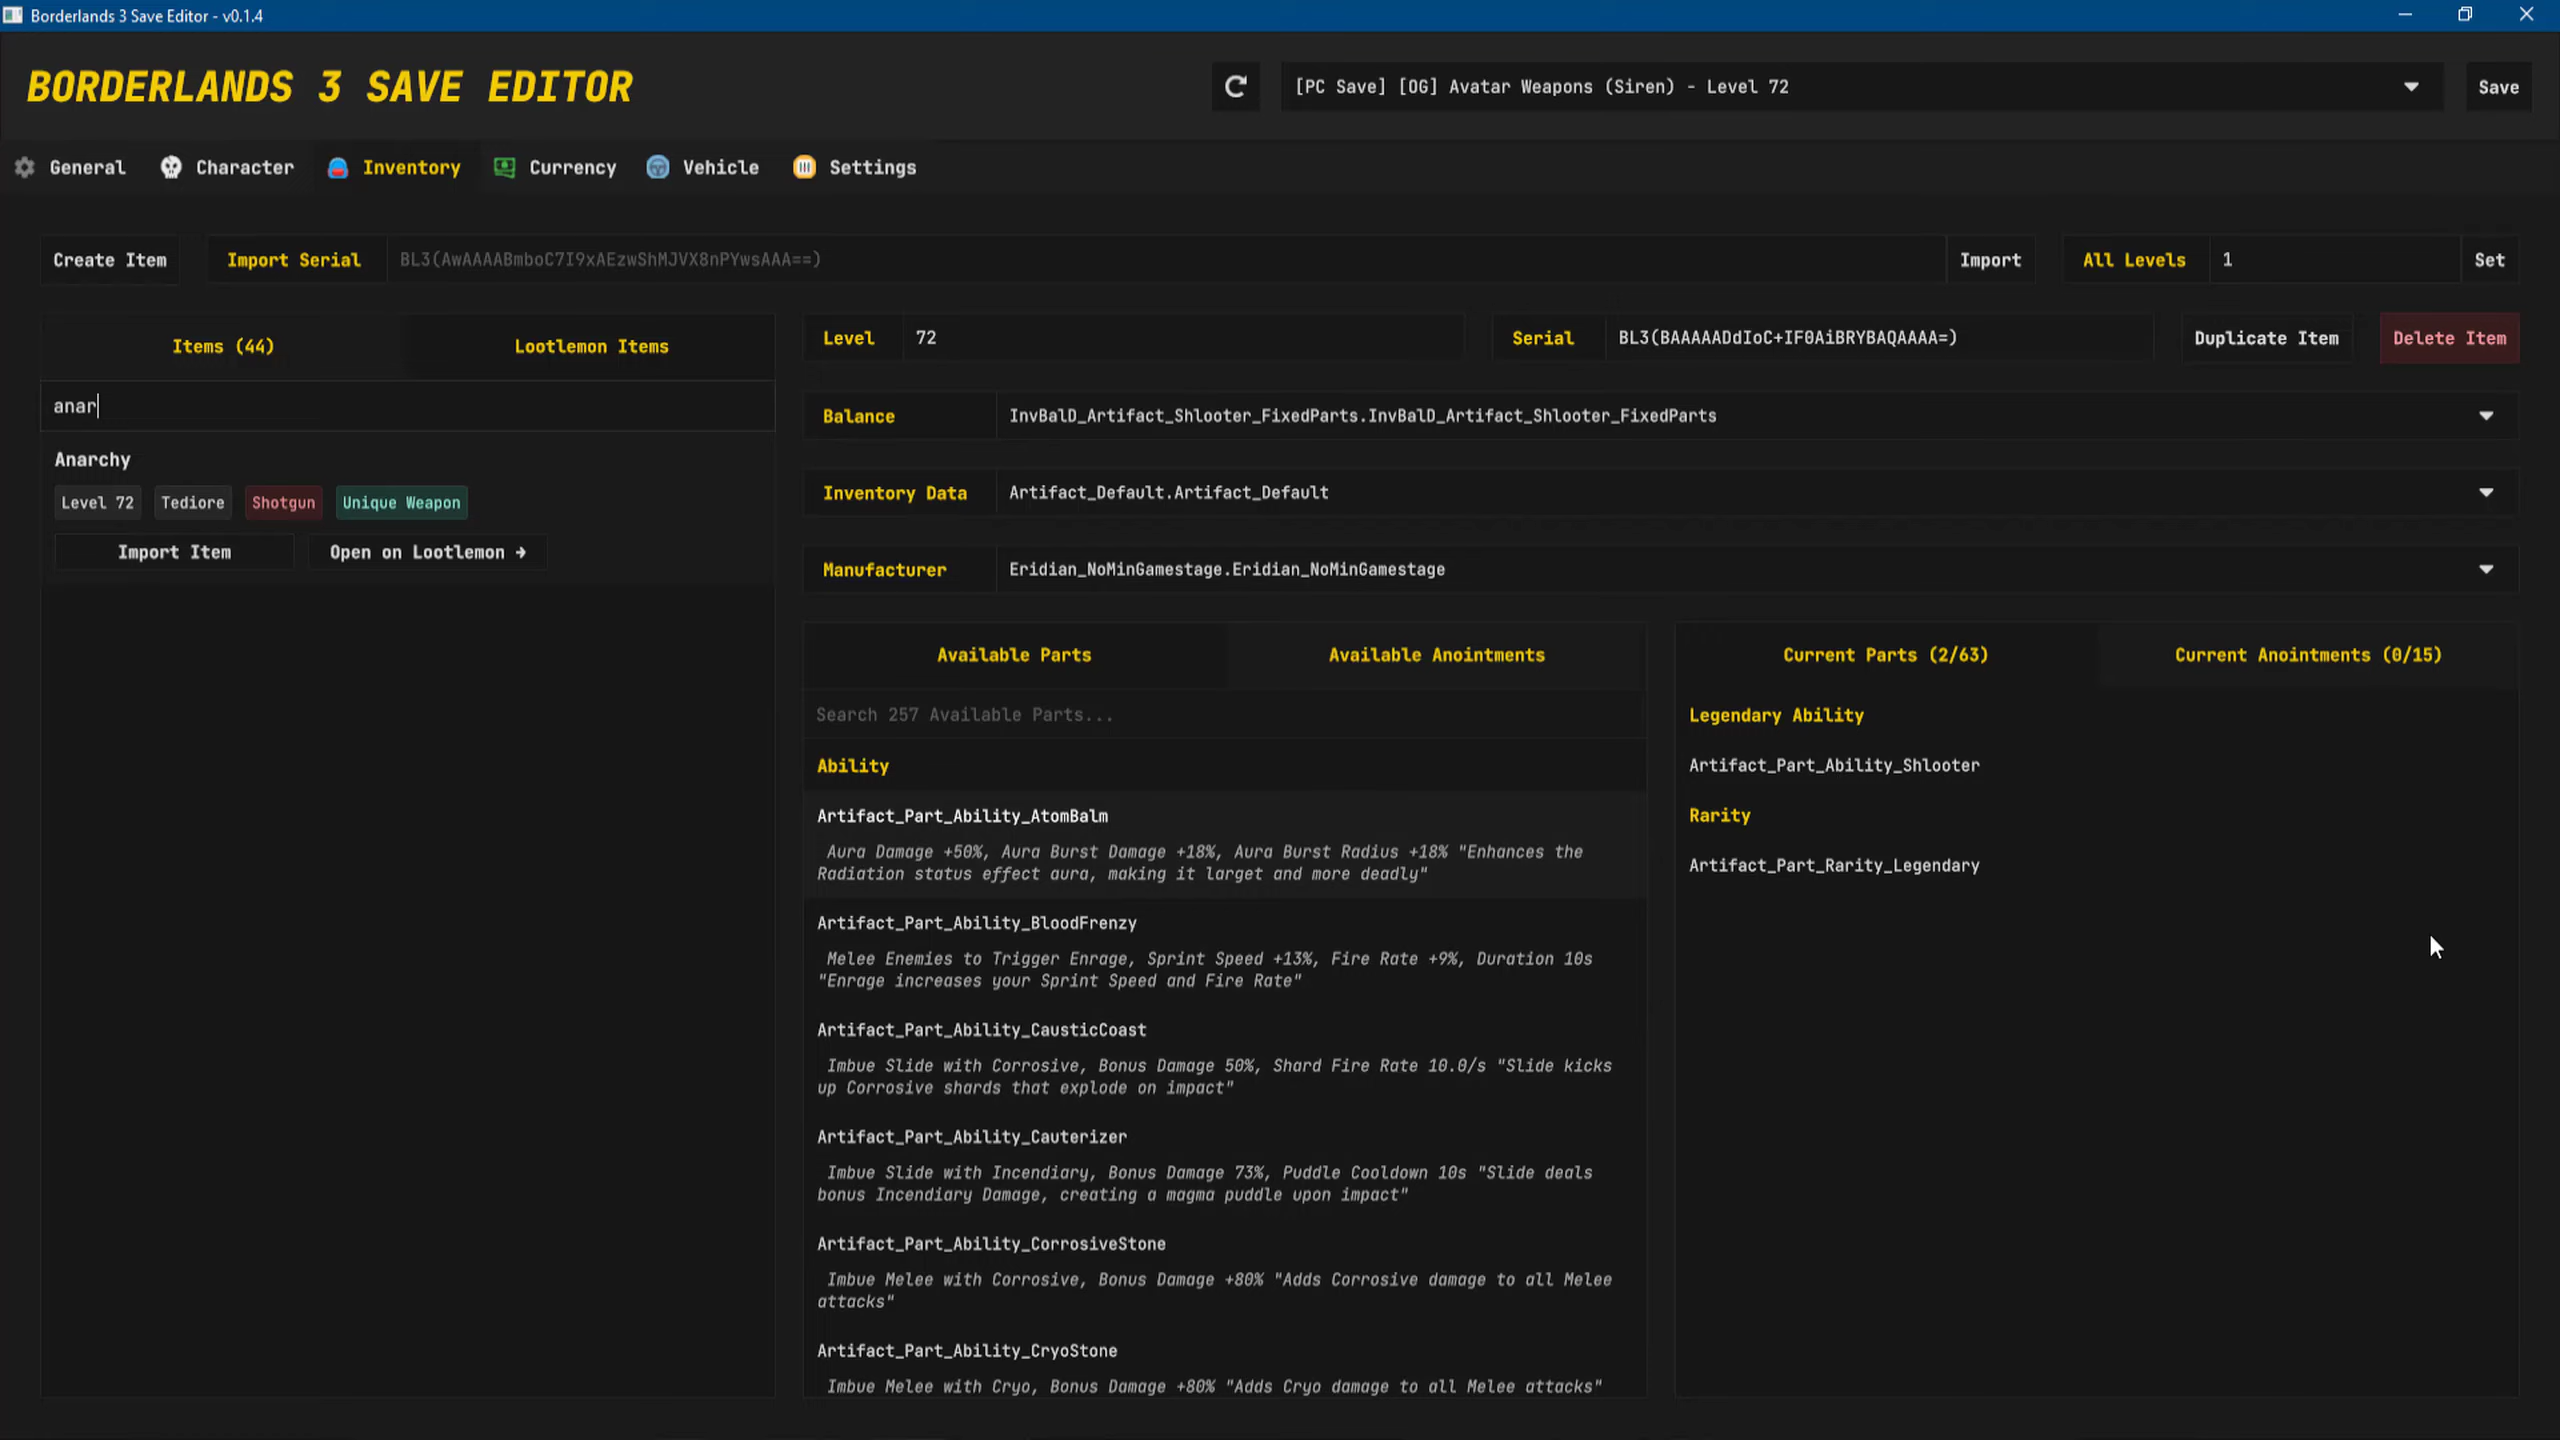 Borderlands 3 Save Editor - v0.1.4
BORDERLANDS 3 SAVE EDITOR
[PC Save] [OG] Avatar Weapons (Siren) - Level 72
Save
General
Character
Inventory
Currency
Vehicle
Settings
Create Item
Import Serial
BL3(AwAAAABmboC7I9xAEzwShMJVX8nPYwsAAA==)
Import
All Levels
1
Set
Items (44)
Lootlemon Items
anar
Anarchy
Level 72
Tediore
Shotgun
Unique Weapon
Import Item
Open on Lootlemon →
Level
72
Serial
BL3(BAAAAADdIoC+IF0AiBRYBAQAAAA=)
Duplicate Item
Delete Item
Balance
InvBalD_Artifact_Shlooter_FixedParts.InvBalD_Artifact_Shlooter_FixedParts
Inventory Data
Artifact_Default.Artifact_Default
Manufacturer
Eridian_NoMinGamestage.Eridian_NoMinGamestage
Available Parts
Available Anointments
Search 257 Available Parts...
Ability
Artifact_Part_Ability_AtomBalm
Aura Damage +50%, Aura Burst Damage +18%, Aura Burst Radius +18% "Enhances the
Radiation status effect aura, making it larget and more deadly"
Artifact_Part_Ability_BloodFrenzy
Melee Enemies to Trigger Enrage, Sprint Speed +13%, Fire Rate +9%, Duration 10s
"Enrage increases your Sprint Speed and Fire Rate"
Artifact_Part_Ability_CausticCoast
Imbue Slide with Corrosive, Bonus Damage 50%, Shard Fire Rate 10.0/s "Slide kicks
up Corrosive shards that explode on impact"
Artifact_Part_Ability_Cauterizer
Imbue Slide with Incendiary, Bonus Damage 73%, Puddle Cooldown 10s "Slide deals
bonus Incendiary Damage, creating a magma puddle upon impact"
Artifact_Part_Ability_CorrosiveStone
Imbue Melee with Corrosive, Bonus Damage +80% "Adds Corrosive damage to all Melee
attacks"
Artifact_Part_Ability_CryoStone
Imbue Melee with Cryo, Bonus Damage +80% "Adds Cryo damage to all Melee attacks"
Current Parts (2/63)
Current Anointments (0/15)
Legendary Ability
Artifact_Part_Ability_Shlooter
Rarity
Artifact_Part_Rarity_Legendary